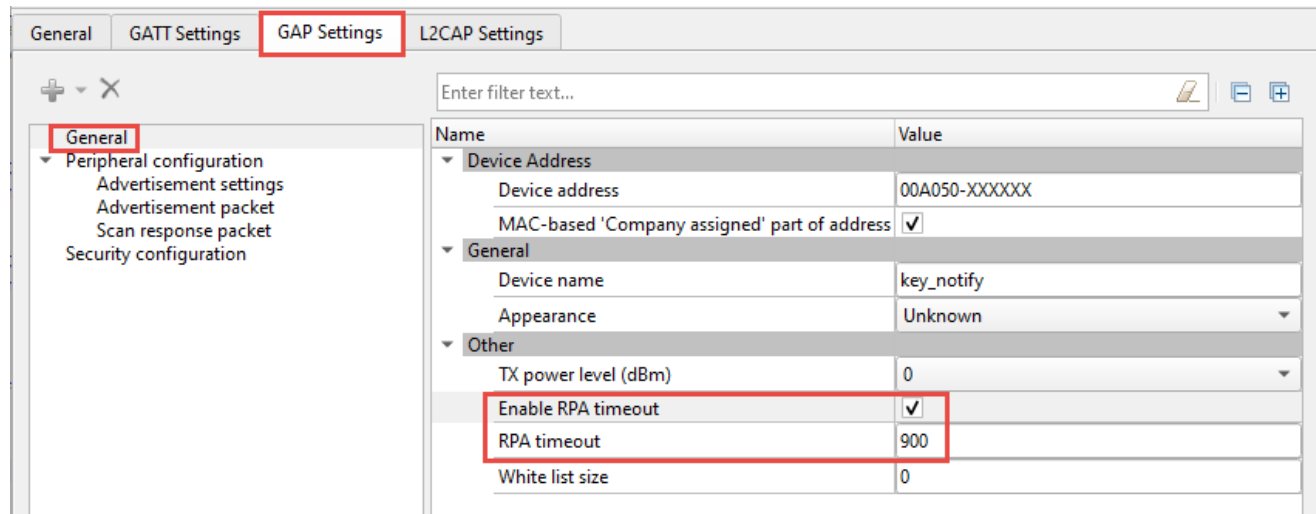 General GATT Settings GAP Settings L2CAP Settings
Enter filter text...
General
Peripheral configuration
Advertisement settings
Advertisement packet
Scan response packet
Security configuration
Name Value
Device Address
Device address 00A050-XXXXXX
MAC-based 'Company assigned' part of address
General
Device name key_notify
Appearance Unknown
Other
TX power level (dBm) 0
Enable RPA timeout
RPA timeout 900
White list size 0